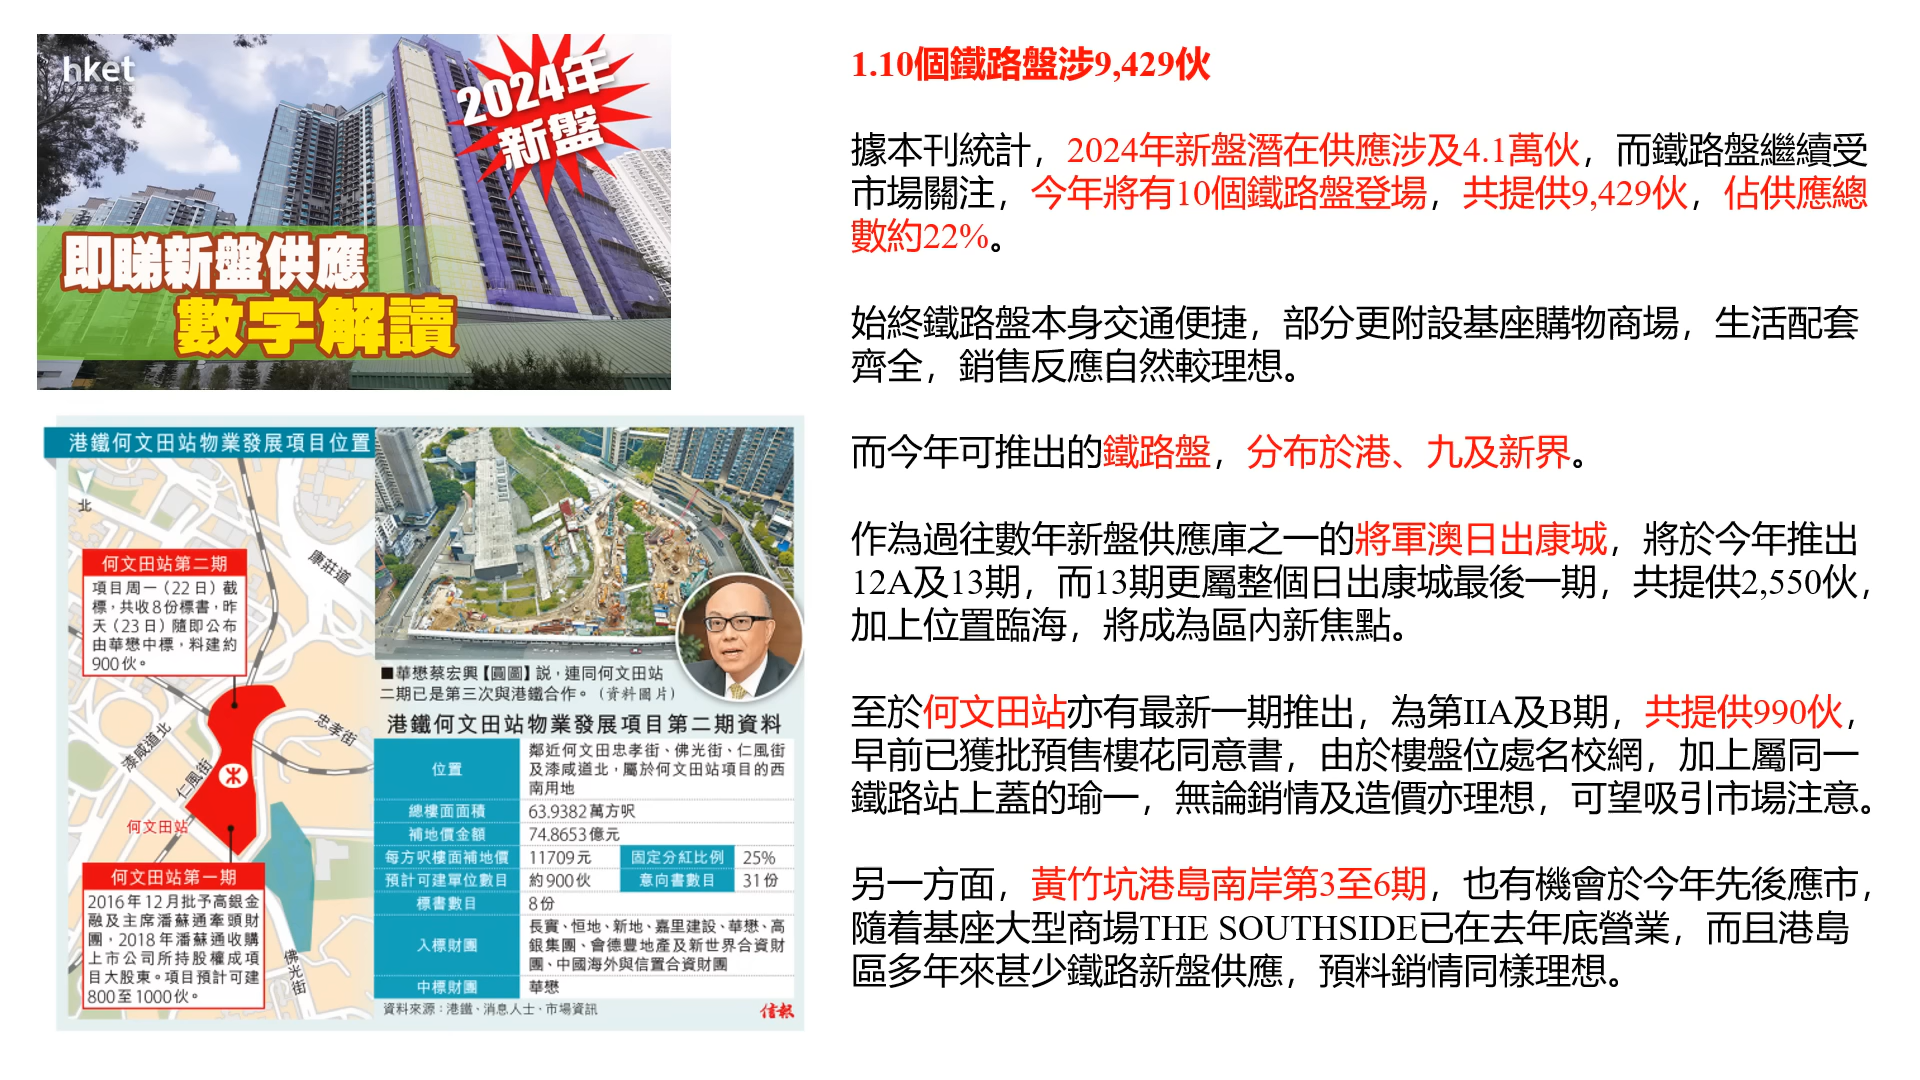 hket
2024年
新盤
即睇新盤供應
數字解讀
1.10個鐵路盤涉9,429伙
據本刊統計，2024年新盤潛在供應涉及4.1萬伙，而鐵路盤繼續受
市場關注，今年將有10個鐵路盤登場，共提供9,429伙，佔供應總
數約22%。
始終鐵路盤本身交通便捷，部分更附設基座購物商場，生活配套
齊全，銷售反應自然較理想。
而今年可推出的鐵路盤，分布於港、九及新界。
作為過往數年新盤供應庫之一的將軍澳日出康城，將於今年推出
12A及13期，而13期更屬整個日出康城最後一期，共提供2,550伙，
加上位置臨海，將成為區內新焦點。
至於何文田站亦有最新一期推出，為第IIA及B期，共提供990伙，
早前已獲批預售樓花同意書，由於樓盤位處名校網，加上屬同一
鐵路站上蓋的瑜一，無論銷情及造價亦理想，可望吸引市場注意。
另一方面，黃竹坑港島南岸第3至6期，也有機會於今年先後應市，
隨着基座大型商場THE SOUTHSIDE已在去年底營業，而且港島
區多年來甚少鐵路新盤供應，預料銷情同樣理想。
港鐵何文田站物業發展項目位置
北
康莊道
何文田站第二期
項目周一（22日）截
標，共收8份標書，昨
天（23日）隨即公布
由華懋中標，料建約
900伙。
忠孝街
漆咸道北
仁風街
何文田站
佛光街
何文田站第一期
2016年12月批予高銀金
融及主席潘蘇通牽頭財
團，2018年潘蘇通收購
上市公司所持股權成項
目大股東。項目預計可建
800至1000伙。
■華懋蔡宏興【圓圖】説，連同何文田站
二期已是第三次與港鐵合作。（資料圖片）
港鐵何文田站物業發展項目第二期資料
位置 鄰近何文田忠孝街、佛光街、仁風街
及漆咸道北，屬於何文田站項目的西
南用地
總樓面面積 63.9382萬方呎
補地價金額 74.8653億元
每方呎樓面補地價 11709元 固定分紅比例 25%
預計可建單位數目 約900伙 意向書數目 31份
標書數目 8份
入標財團 長實、恒地、新地、嘉里建設、華懋、高
銀集團、會德豐地產及新世界合資財
團、中國海外與信置合資財團
中標財團 華懋
資料來源：港鐵、消息人士．市場資訊
信報